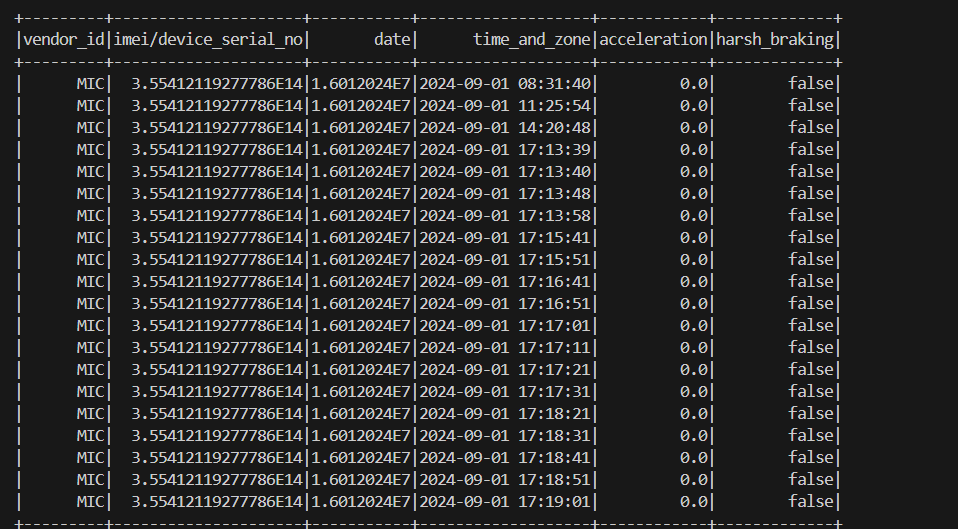 +---------+---------------------+-----------+-------------------+------------+-------------+
|vendor_id|imei/device_serial_no|       date|      time_and_zone|acceleration|harsh_braking|
+---------+---------------------+-----------+-------------------+------------+-------------+
|      MIC|  3.55412119277786E14|1.6012024E7|2024-09-01 08:31:40|         0.0|        false|
|      MIC|  3.55412119277786E14|1.6012024E7|2024-09-01 11:25:54|         0.0|        false|
|      MIC|  3.55412119277786E14|1.6012024E7|2024-09-01 14:20:48|         0.0|        false|
|      MIC|  3.55412119277786E14|1.6012024E7|2024-09-01 17:13:39|         0.0|        false|
|      MIC|  3.55412119277786E14|1.6012024E7|2024-09-01 17:13:40|         0.0|        false|
|      MIC|  3.55412119277786E14|1.6012024E7|2024-09-01 17:13:48|         0.0|        false|
|      MIC|  3.55412119277786E14|1.6012024E7|2024-09-01 17:13:58|         0.0|        false|
|      MIC|  3.55412119277786E14|1.6012024E7|2024-09-01 17:15:41|         0.0|        false|
|      MIC|  3.55412119277786E14|1.6012024E7|2024-09-01 17:15:51|         0.0|        false|
|      MIC|  3.55412119277786E14|1.6012024E7|2024-09-01 17:16:41|         0.0|        false|
|      MIC|  3.55412119277786E14|1.6012024E7|2024-09-01 17:16:51|         0.0|        false|
|      MIC|  3.55412119277786E14|1.6012024E7|2024-09-01 17:17:01|         0.0|        false|
|      MIC|  3.55412119277786E14|1.6012024E7|2024-09-01 17:17:11|         0.0|        false|
|      MIC|  3.55412119277786E14|1.6012024E7|2024-09-01 17:17:21|         0.0|        false|
|      MIC|  3.55412119277786E14|1.6012024E7|2024-09-01 17:17:31|         0.0|        false|
|      MIC|  3.55412119277786E14|1.6012024E7|2024-09-01 17:18:21|         0.0|        false|
|      MIC|  3.55412119277786E14|1.6012024E7|2024-09-01 17:18:31|         0.0|        false|
|      MIC|  3.55412119277786E14|1.6012024E7|2024-09-01 17:18:41|         0.0|        false|
|      MIC|  3.55412119277786E14|1.6012024E7|2024-09-01 17:18:51|         0.0|        false|
|      MIC|  3.55412119277786E14|1.6012024E7|2024-09-01 17:19:01|         0.0|        false|
+---------+---------------------+-----------+-------------------+------------+-------------+